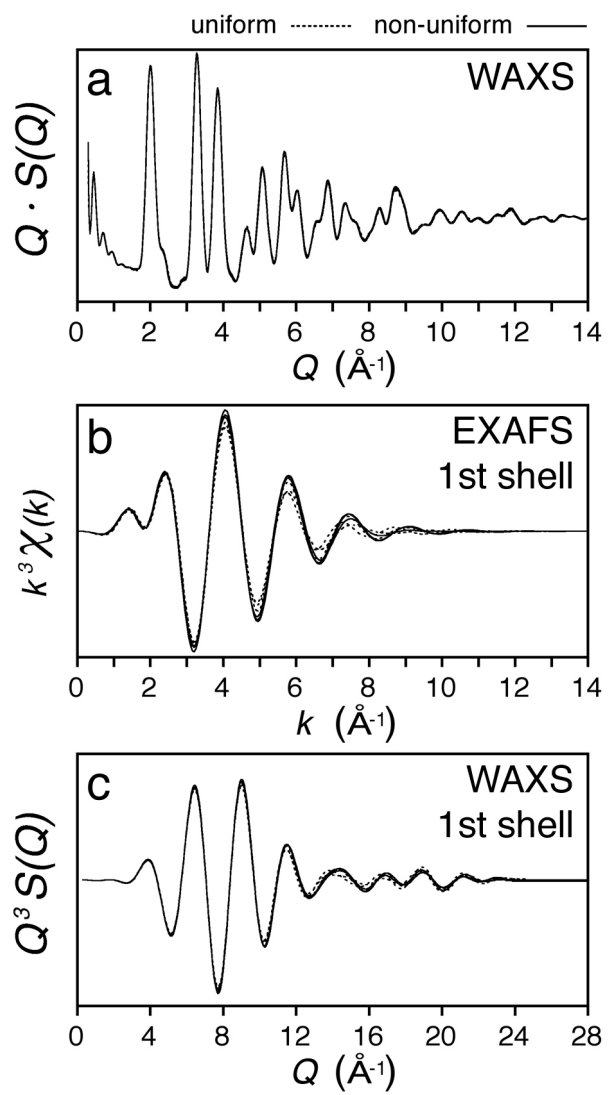 uniform non-uniform
a WAXS
Q · S(Q)
0 2 4 6 8 10 12 14
Q (Å-1)
b EXAFS
1st shell
k3χ(k)
0 2 4 6 8 10 12 14
k (Å-1)
c WAXS
1st shell
Q3 S(Q)
0 4 8 12 16 20 24 28
Q (Å-1)